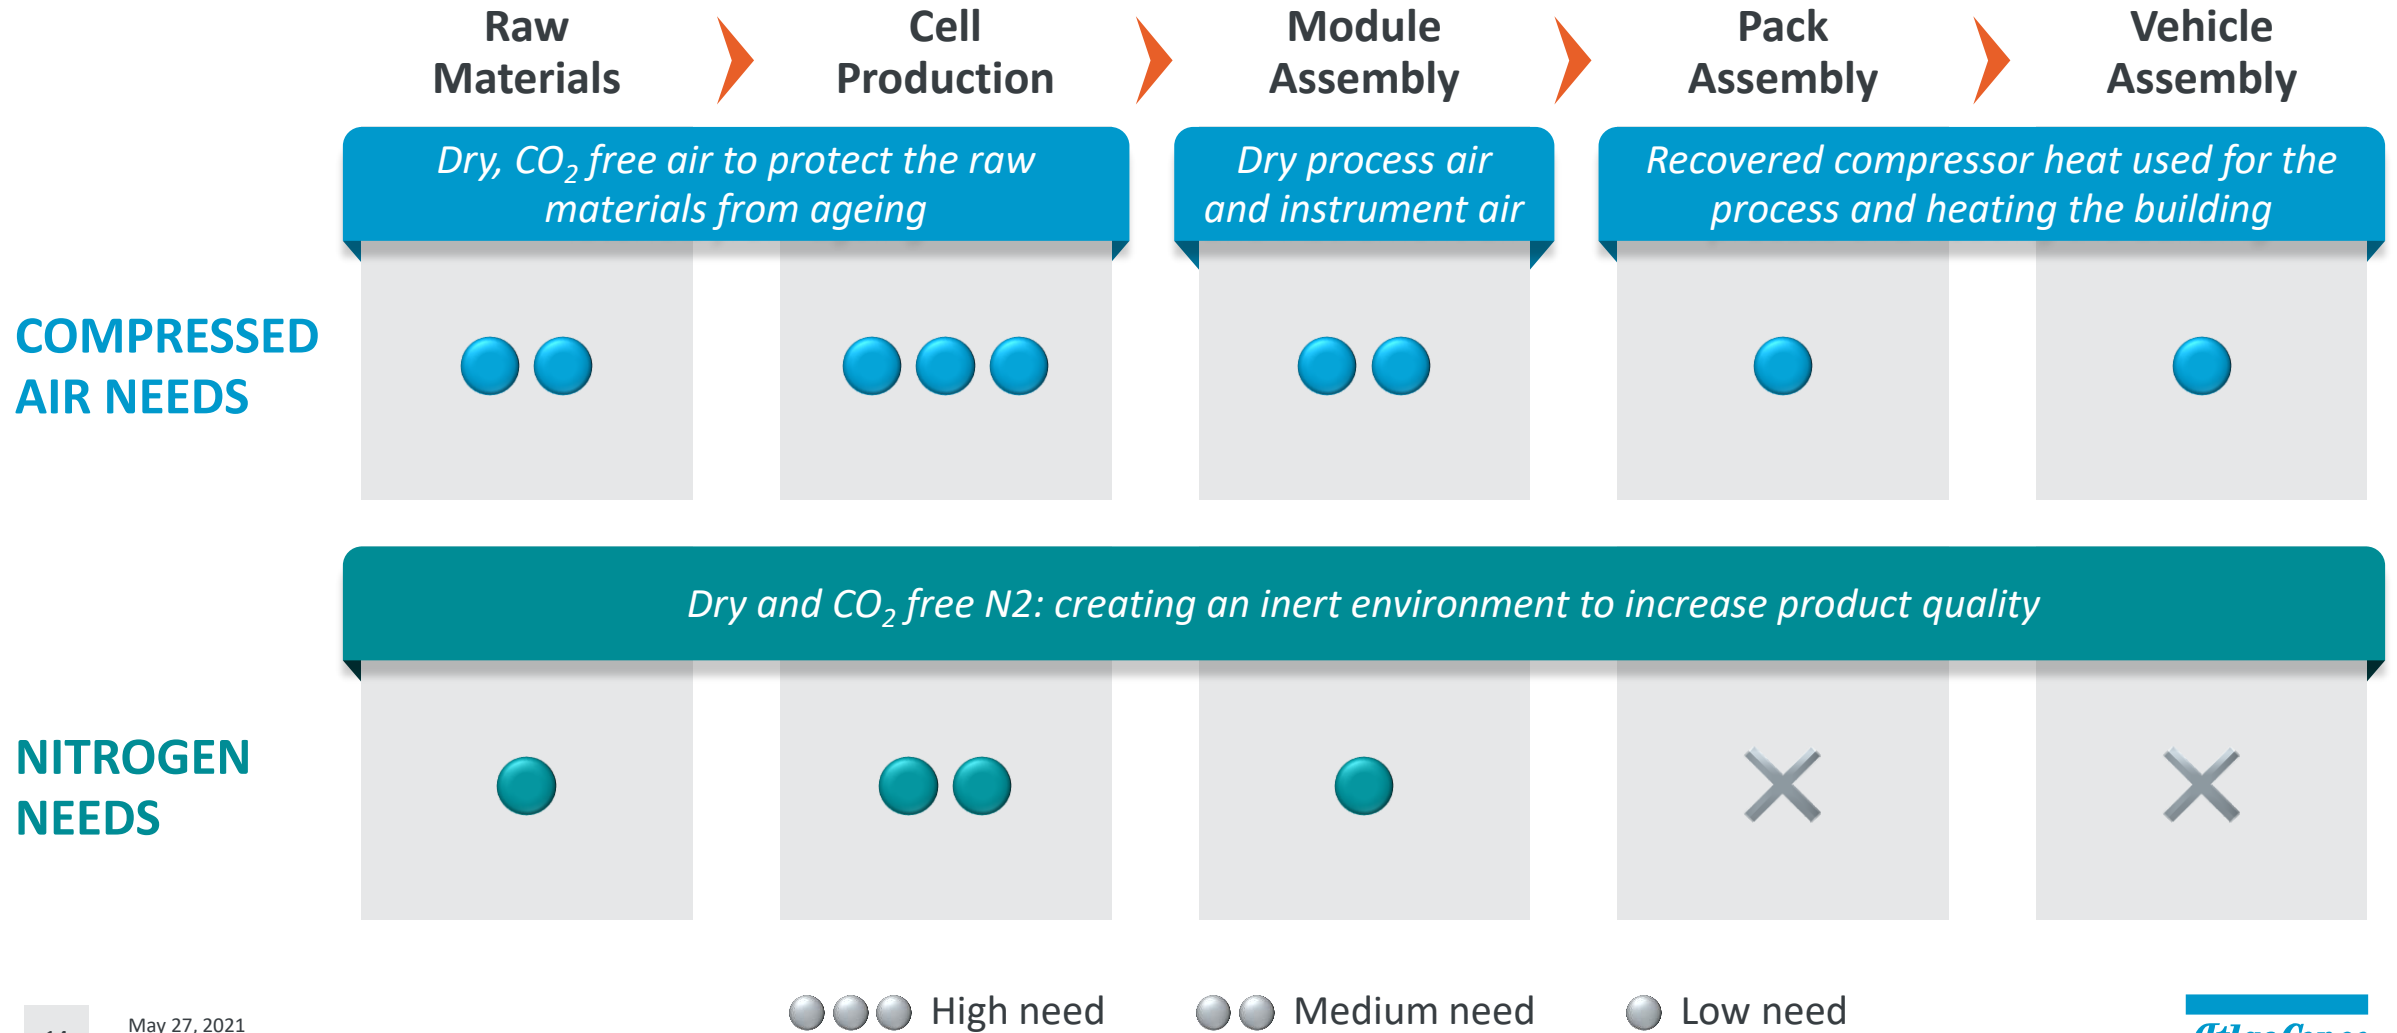 Raw
Materials
Cell
Production
Module
Assembly
Pack
Assembly
Vehicle
Assembly
Dry, CO₂ free air to protect the raw
materials from ageing
Dry process air
and instrument air
Recovered compressor heat used for the
process and heating the building
COMPRESSED
AIR NEEDS
Dry and CO₂ free N2: creating an inert environment to increase product quality
NITROGEN
NEEDS
High need
Medium need
Low need
May 27, 2021